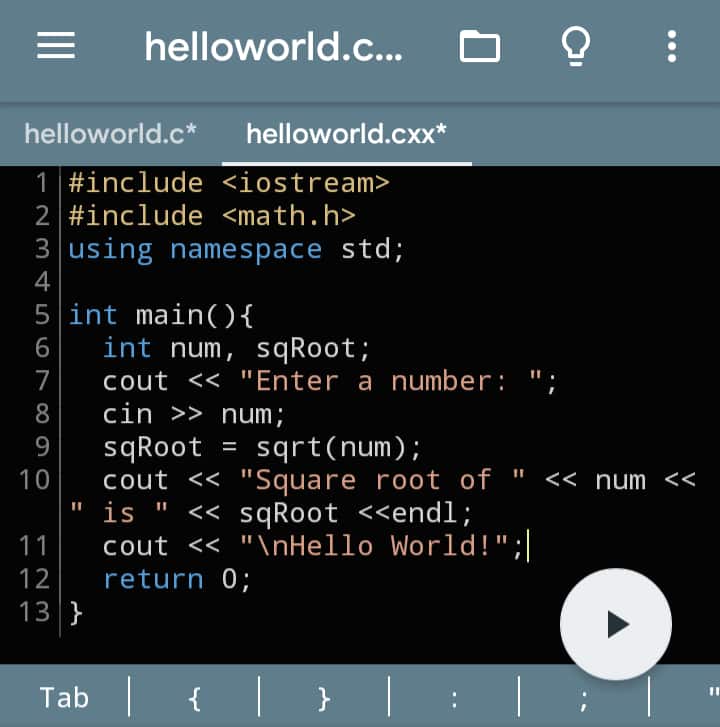 helloworld.c...
helloworld.c* helloworld.cxx*
1 #include <iostream>
2 #include <math.h>
3 using namespace std;
4
5 int main(){
6 int num, sqRoot;
7 cout << "Enter a number: ";
8 cin >> num;
9 sqRoot = sqrt(num);
10 cout << "Square root of " << num <<
" is " << sqRoot <<endl;
11 cout << "\nHello World!";
12 return 0;
13 }
Tab { } : ; "